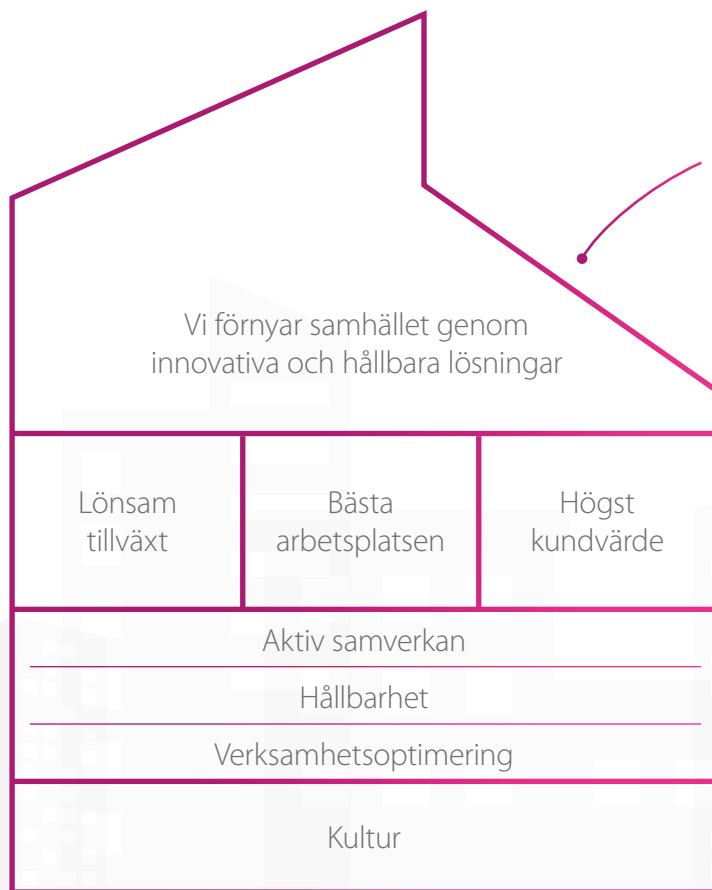 Vi förnyar samhället genom
innovativa och hållbara lösningar
Lönsam
tillväxt
Bästa
arbetsplatsen
Högst
kundvärde
Aktiv samverkan
Hållbarhet
Verksamhetsoptimering
Kultur